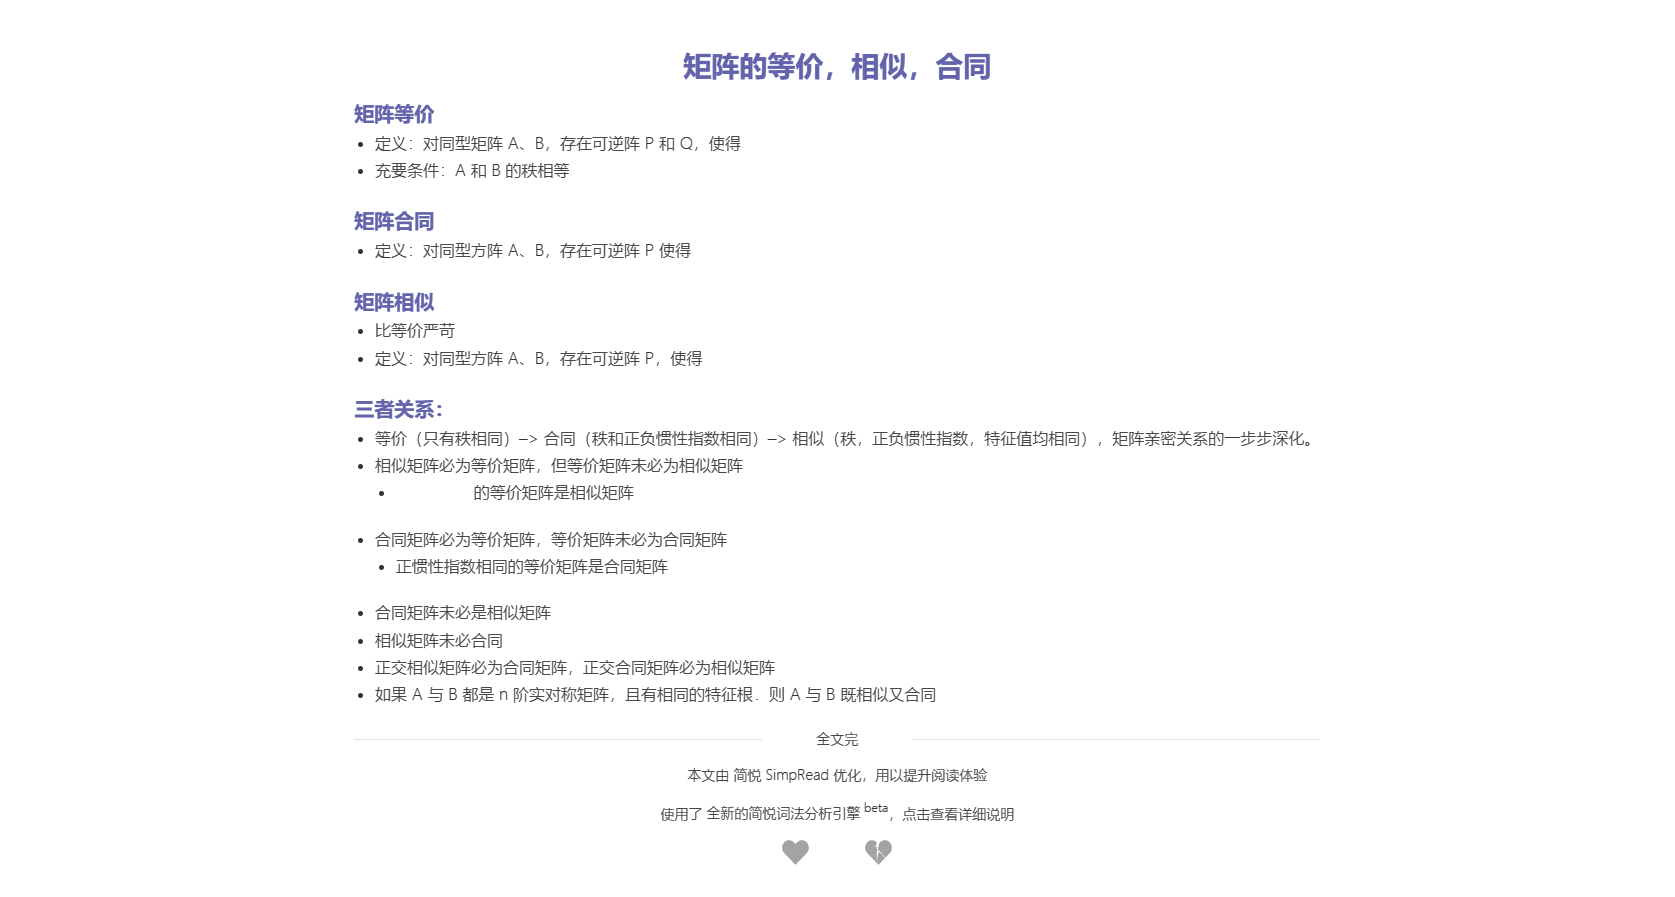 矩阵的等价，相似，合同
矩阵等价
定义：对同型矩阵 A、B，存在可逆阵 P 和 Q，使得
充要条件：A 和 B 的秩相等
矩阵合同
定义：对同型方阵 A、B，存在可逆阵 P 使得
矩阵相似
比等价严苛
定义：对同型方阵 A、B，存在可逆阵 P，使得
三者关系：
等价（只有秩相同）–> 合同（秩和正负惯性指数相同）–> 相似（秩，正负惯性指数，特征值均相同），矩阵亲密关系的一步步深化。
相似矩阵必为等价矩阵，但等价矩阵未必为相似矩阵
的等价矩阵是相似矩阵
合同矩阵必为等价矩阵，等价矩阵未必为合同矩阵
正惯性指数相同的等价矩阵是合同矩阵
合同矩阵未必是相似矩阵
相似矩阵未必合同
正交相似矩阵必为合同矩阵，正交合同矩阵必为相似矩阵
如果 A 与 B 都是 n 阶实对称矩阵，且有相同的特征根．则 A 与 B 既相似又合同
全文完
本文由 简悦 SimpRead 优化，用以提升阅读体验
使用了 全新的简悦词法分析引擎 beta，点击查看详细说明